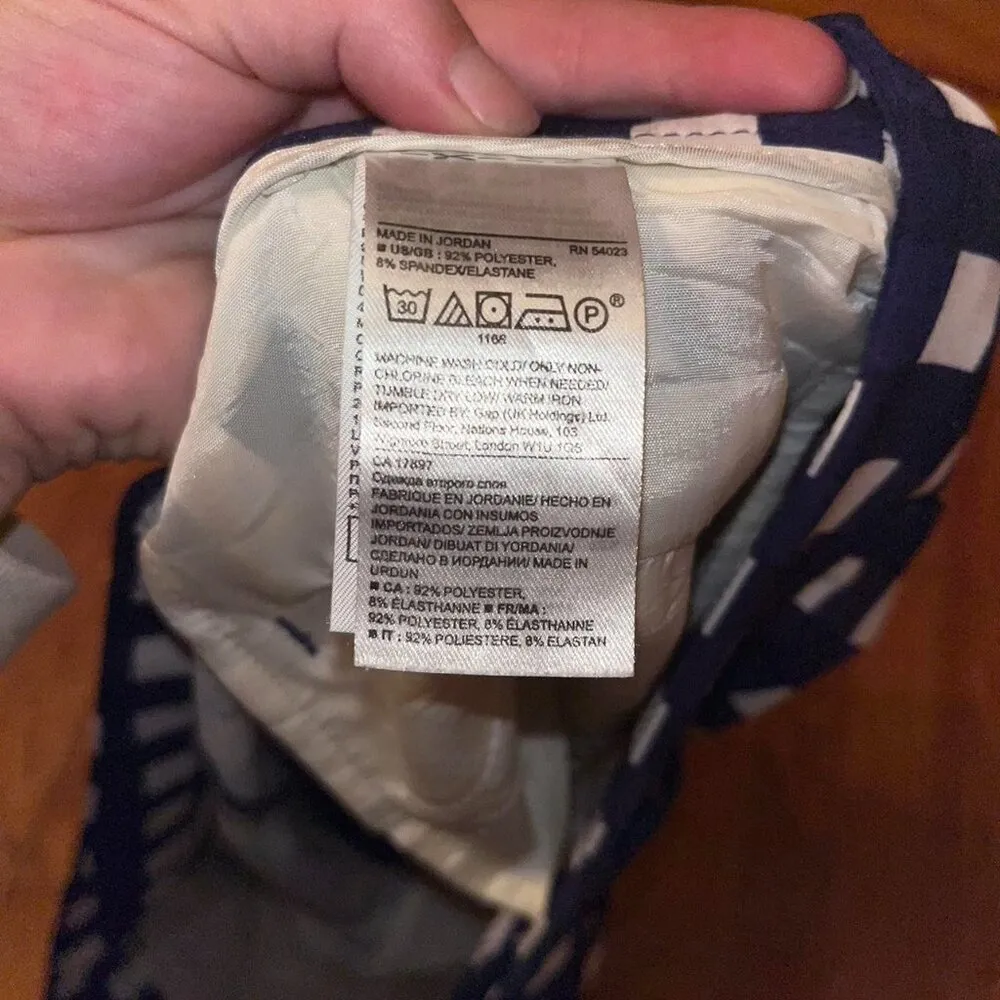 MADE IN JORDAN RN 54023
■ US/GB : 92% POLYESTER,
8% SPANDEX/ELASTANE
30 P®
1166
MACHINE WASH COLD/ ONLY NON-
CHLORINE BLEACH WHEN NEEDED/
TUMBLE DRY LOW/ WARM IRON
IMPORTED BY: Gap (UK Holdings) Ltd.
Second Floor, Nations House, 103
Wigmore Street, London W1U 1QS
CA 17897
Одежда второго слоя
FABRIQUÉ EN JORDANIE/ HECHO EN
JORDANIA CON INSUMOS
IMPORTADOS/ ZEMLJA PROIZVODNJE
JORDAN/ DIBUAT DI YORDANIA/
СДЕЛАНО В ИОРДАНИИ/ MADE IN
URDUN
■ CA : 92% POLYESTER,
8% ÉLASTHANNE ■ FR/MA :
92% POLYESTER, 8% ÉLASTHANNE
■ IT : 92% POLIESTERE, 8% ELASTAN